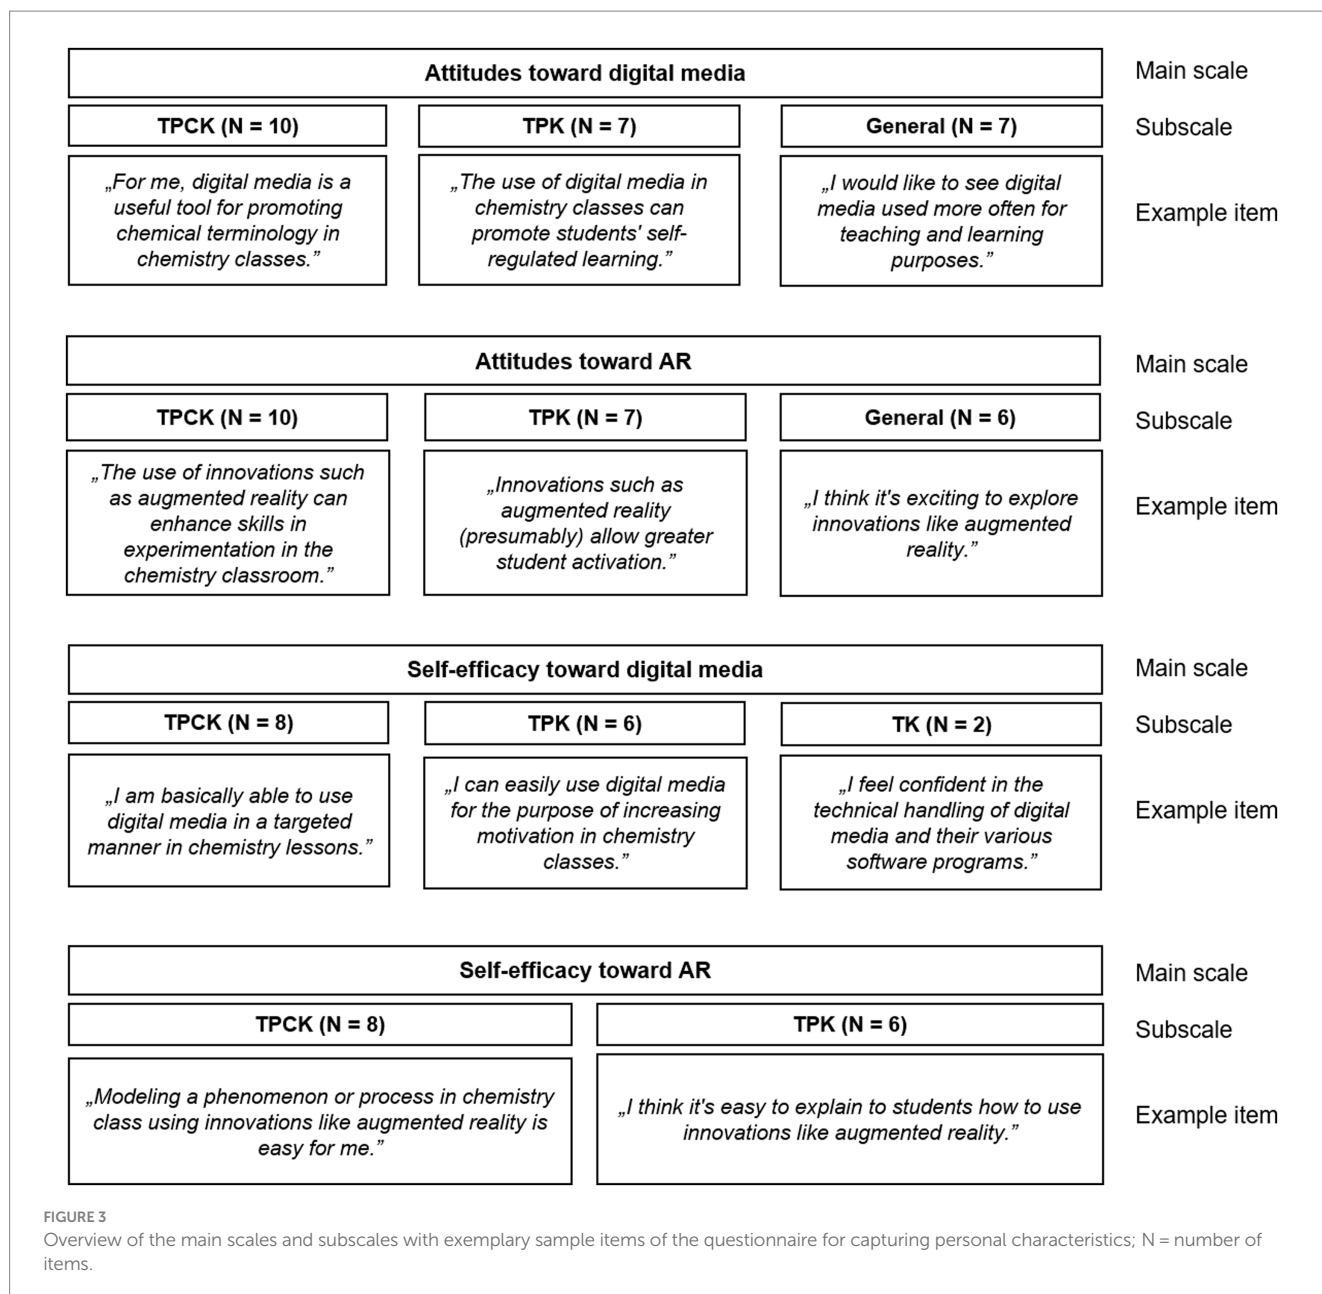 Attitudes toward digital media
Main scale
TPCK (N = 10)
TPK (N = 7)
General (N = 7)
Subscale
„For me, digital media is a
useful tool for promoting
chemical terminology in
chemistry classes.”
„The use of digital media in
chemistry classes can
promote students' self-
regulated learning.”
„I would like to see digital
media used more often for
teaching and learning
purposes.”
Example item
Attitudes toward AR
Main scale
TPCK (N = 10)
TPK (N = 7)
General (N = 6)
Subscale
„The use of innovations such
as augmented reality can
enhance skills in
experimentation in the
chemistry classroom.”
„Innovations such as
augmented reality
(presumably) allow greater
student activation.”
„I think it's exciting to explore
innovations like augmented
reality.”
Example item
Self-efficacy toward digital media
Main scale
TPCK (N = 8)
TPK (N = 6)
TK (N = 2)
Subscale
„I am basically able to use
digital media in a targeted
manner in chemistry lessons.”
„I can easily use digital media
for the purpose of increasing
motivation in chemistry
classes.”
„I feel confident in the
technical handling of digital
media and their various
software programs.”
Example item
Self-efficacy toward AR
Main scale
TPCK (N = 8)
TPK (N = 6)
Subscale
„Modeling a phenomenon or process in chemistry
class using innovations like augmented reality is
easy for me.”
„I think it's easy to explain to students how to use
innovations like augmented reality.”
Example item
FIGURE 3
Overview of the main scales and subscales with exemplary sample items of the questionnaire for capturing personal characteristics; N = number of
items.